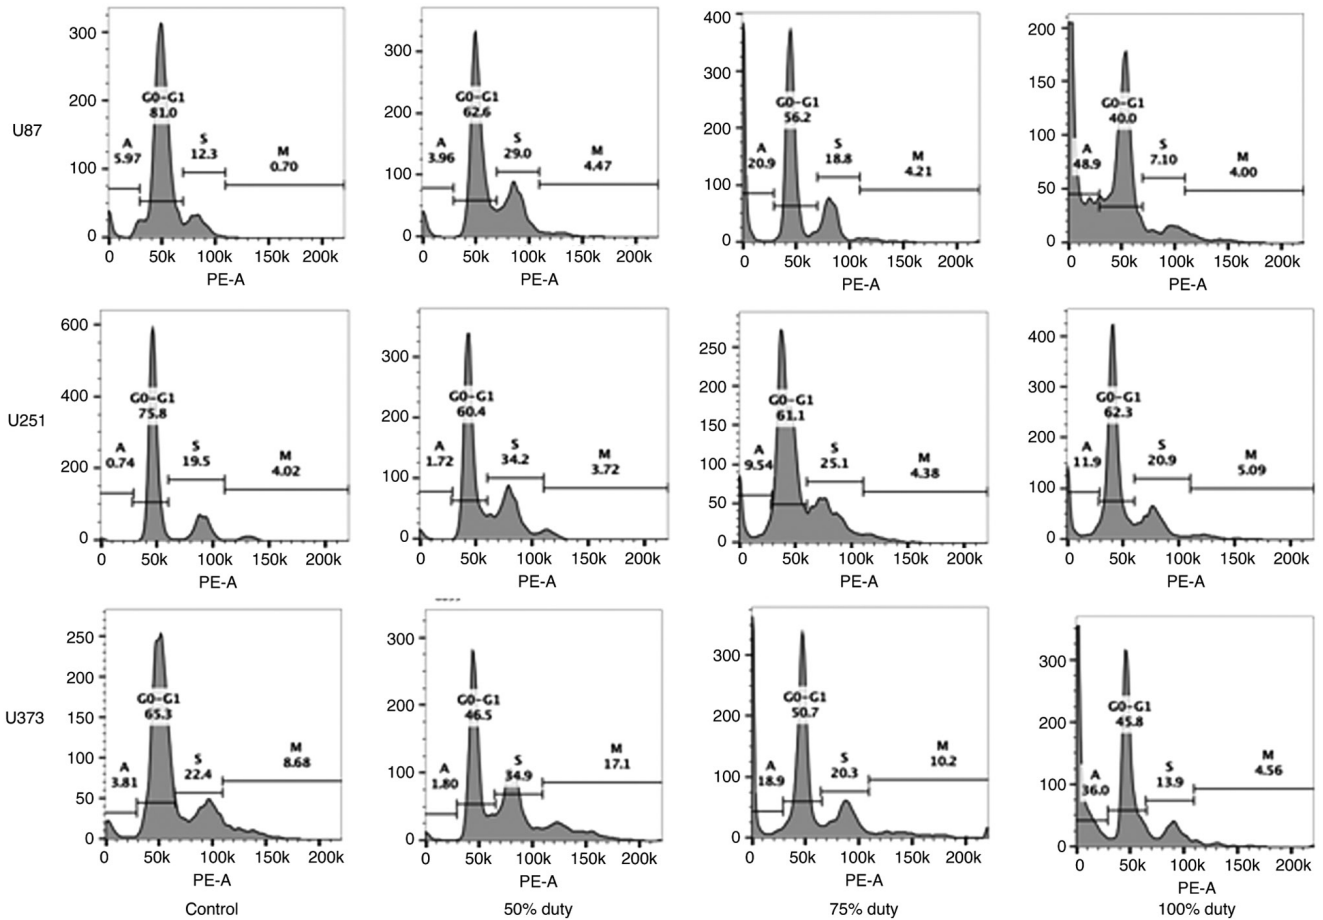 U87
300
200
100
0
A
5.97
G0-G1
81.0
S
12.3
M
0.70
0 50k 100k 150k 200k
PE-A
300
200
100
0
A
3.96
G0-G1
62.6
S
29.0
M
4.47
0 50k 100k 150k 200k
PE-A
400
300
200
100
0
A
20.9
G0-G1
56.2
S
18.8
M
4.21
0 50k 100k 150k 200k
PE-A
200
150
100
50
0
A
48.9
G0-G1
40.0
S
7.10
M
4.00
0 50k 100k 150k 200k
PE-A
U251
600
400
200
0
A
0.74
G0-G1
75.8
S
19.5
M
4.02
0 50k 100k 150k 200k
PE-A
300
200
100
0
A
1.72
G0-G1
60.4
S
34.2
M
3.72
0 50k 100k 150k 200k
PE-A
250
200
150
100
50
0
A
9.54
G0-G1
61.1
S
25.1
M
4.38
0 50k 100k 150k 200k
PE-A
400
300
200
100
0
A
11.9
G0-G1
62.3
S
20.9
M
5.09
0 50k 100k 150k 200k
PE-A
U373
250
200
150
100
50
0
A
3.81
G0-G1
65.3
S
22.4
M
8.68
0 50k 100k 150k 200k
PE-A
Control
300
200
100
0
A
1.80
G0-G1
46.5
S
34.9
M
17.1
0 50k 100k 150k 200k
PE-A
50% duty
300
200
100
0
A
18.9
G0-G1
50.7
S
20.3
M
10.2
0 50k 100k 150k 200k
PE-A
75% duty
300
200
100
0
A
36.0
G0-G1
45.8
S
13.9
M
4.56
0 50k 100k 150k 200k
PE-A
100% duty